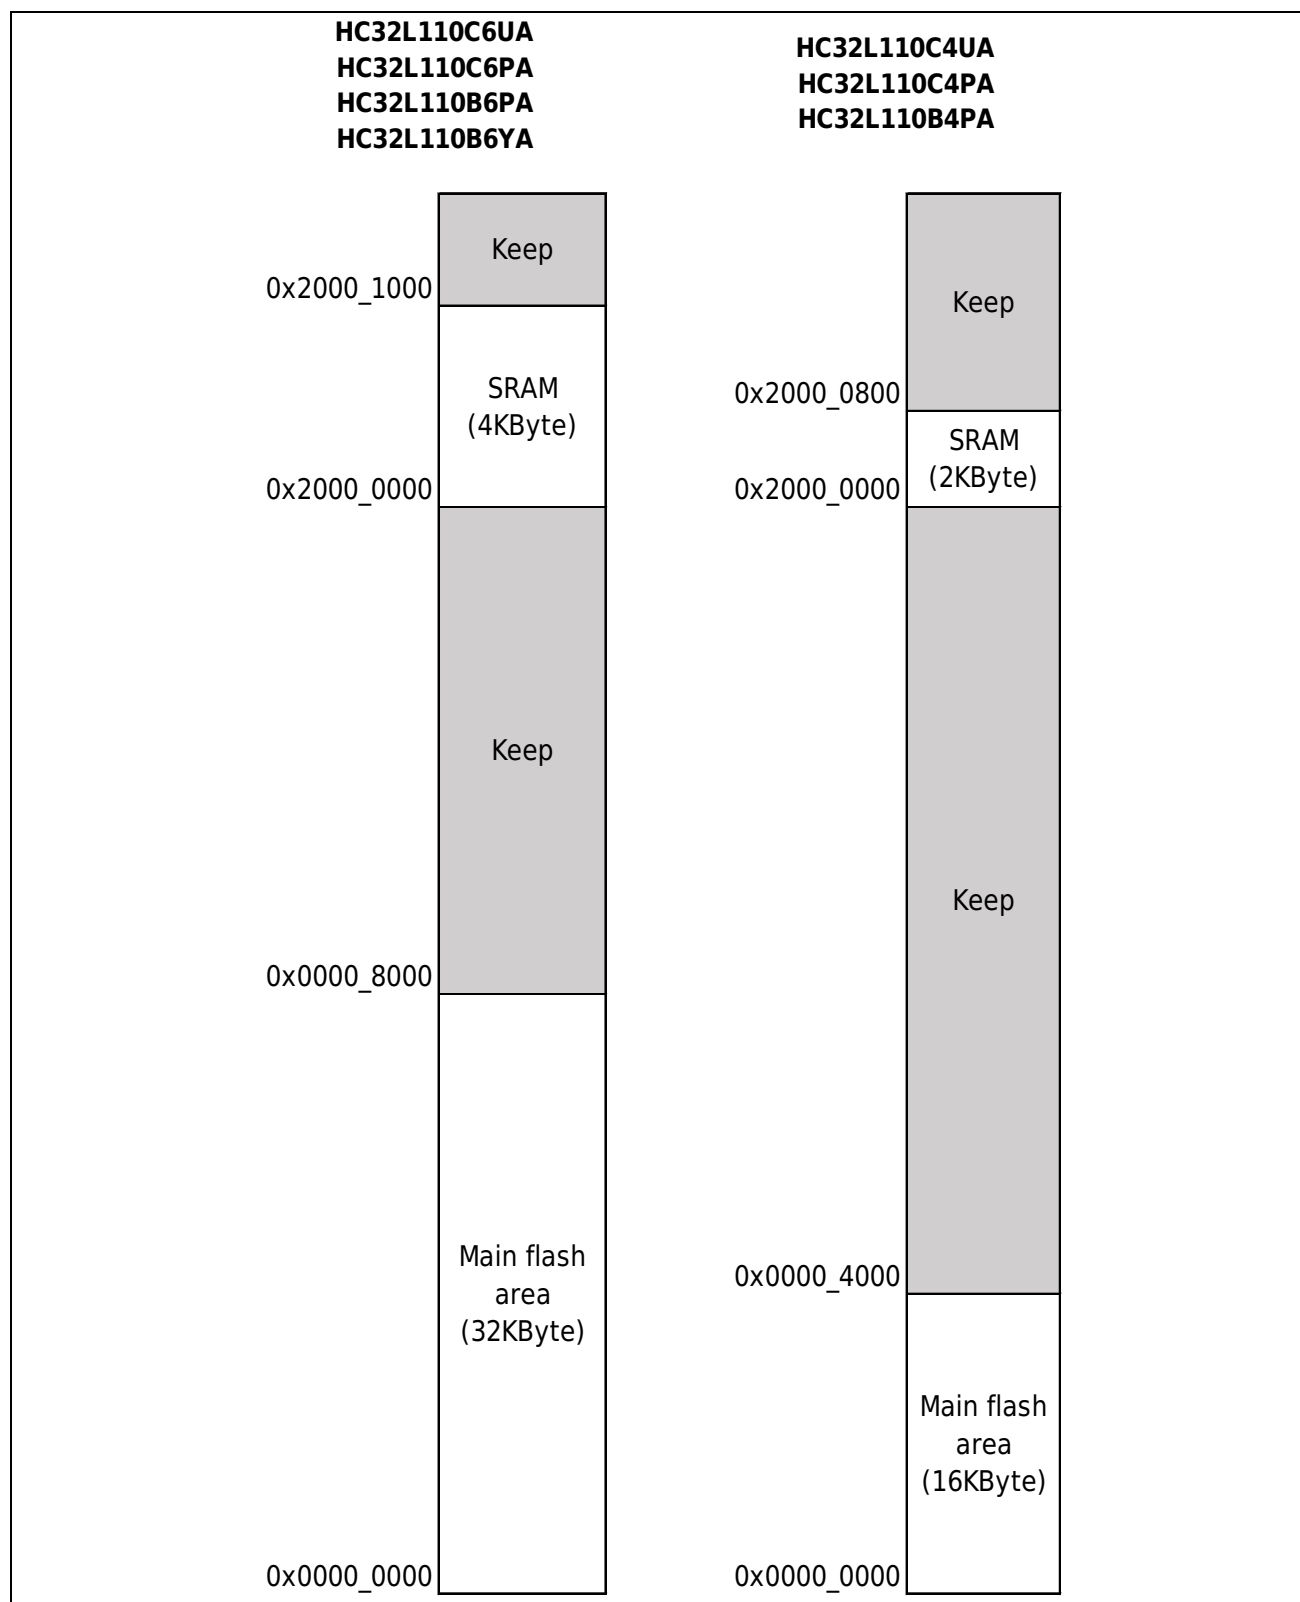 HC32L110C6UA
HC32L110C6PA
HC32L110B6PA
HC32L110B6YA
Keep
0x2000_1000
SRAM
(4KByte)
0x2000_0000
Keep
0x0000_8000
Main flash
area
(32KByte)
0x0000_0000
HC32L110C4UA
HC32L110C4PA
HC32L110B4PA
Keep
0x2000_0800
SRAM
(2KByte)
0x2000_0000
Keep
0x0000_4000
Main flash
area
(16KByte)
0x0000_0000